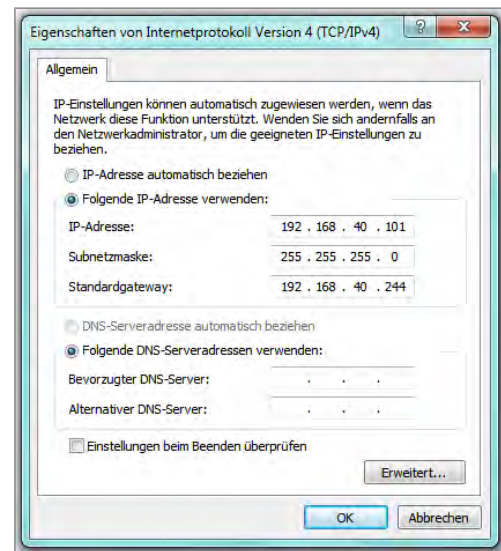 Eigenschaften von Internetprotokoll Version 4 (TCP/IPv4)
Allgemein
IP-Einstellungen können automatisch zugewiesen werden, wenn das
Netzwerk diese Funktion unterstützt. Wenden Sie sich andernfalls an
den Netzwerkadministrator, um die geeigneten IP-Einstellungen zu
beziehen.
IP-Adresse automatisch beziehen
Folgende IP-Adresse verwenden:
IP-Adresse: 192 . 168 . 40 . 101
Subnetzmaske: 255 . 255 . 255 . 0
Standardgateway: 192 . 168 . 40 . 244
DNS-Serveradresse automatisch beziehen
Folgende DNS-Serveradressen verwenden:
Bevorzugter DNS-Server: . . .
Alternativer DNS-Server: . . .
Einstellungen beim Beenden überprüfen
Erweitert...
OK Abbrechen